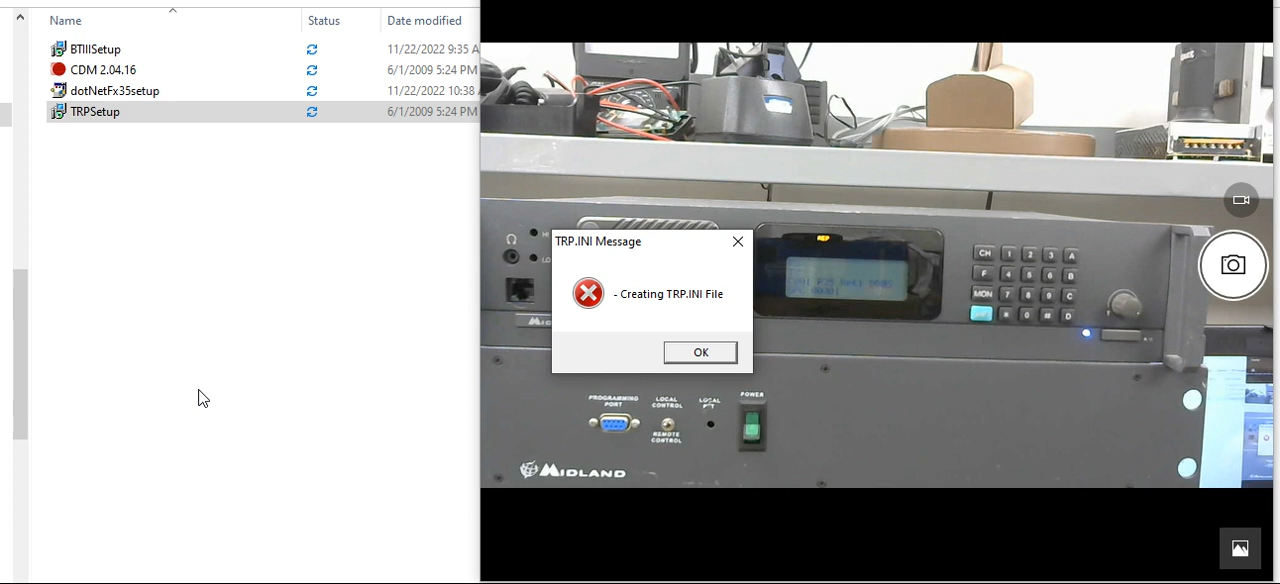 Name Status Date modified
BTIIISetup 11/22/2022 9:35 A
CDM 2.04.16 6/1/2009 5:24 PM
dotNetFx35setup 11/22/2022 10:38
TRPSetup 6/1/2009 5:24 PM
TRP.INI Message
- Creating TRP.INI File
OK
CH 1 2 3 A
F 4 5 6 B
MON 7 8 9 C
* 0 # D
PROGRAMMING PORT
LOCAL CONTROL
REMOTE CONTROL
LOCAL PTT
POWER
MIDLAND